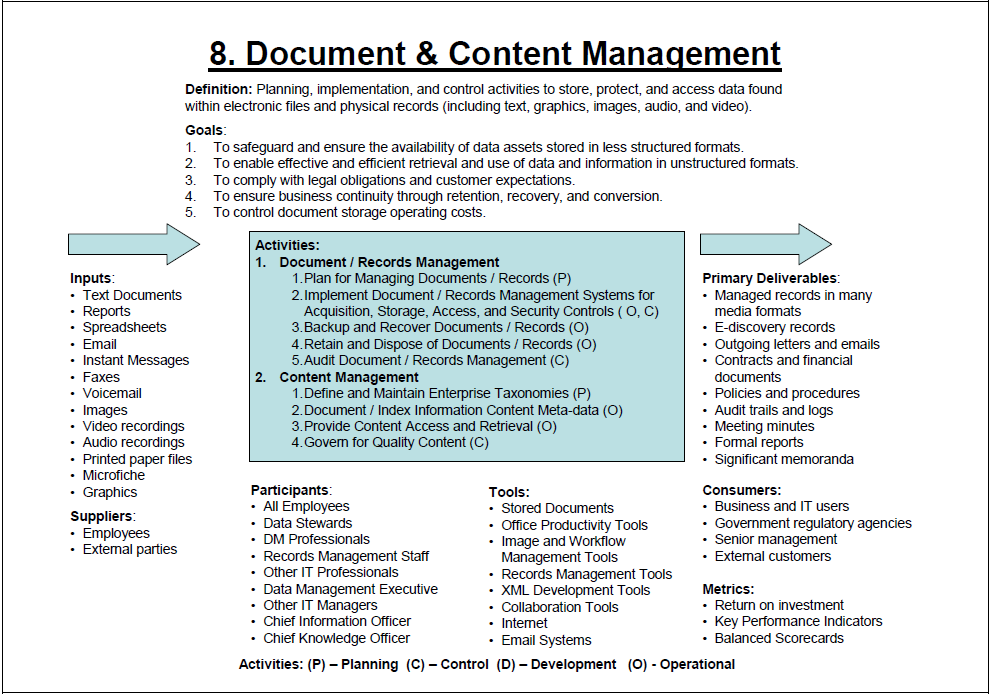 8. Document & Content Management
Definition: Planning, implementation, and control activities to store, protect, and access data found
within electronic files and physical records (including text, graphics, images, audio, and video).
Goals:
1. To safeguard and ensure the availability of data assets stored in less structured formats.
2. To enable effective and efficient retrieval and use of data and information in unstructured formats.
3. To comply with legal obligations and customer expectations.
4. To ensure business continuity through retention, recovery, and conversion.
5. To control document storage operating costs.
Inputs:
• Text Documents
• Reports
• Spreadsheets
• Email
• Instant Messages
• Faxes
• Voicemail
• Images
• Video recordings
• Audio recordings
• Printed paper files
• Microfiche
• Graphics
Suppliers:
• Employees
• External parties
Activities:
1. Document / Records Management
1.Plan for Managing Documents / Records (P)
2.Implement Document / Records Management Systems for
Acquisition, Storage, Access, and Security Controls ( O, C)
3.Backup and Recover Documents / Records (O)
4.Retain and Dispose of Documents / Records (O)
5.Audit Document / Records Management (C)
2. Content Management
1.Define and Maintain Enterprise Taxonomies (P)
2.Document / Index Information Content Meta-data (O)
3.Provide Content Access and Retrieval (O)
4.Govern for Quality Content (C)
Participants:
• All Employees
• Data Stewards
• DM Professionals
• Records Management Staff
• Other IT Professionals
• Data Management Executive
• Other IT Managers
• Chief Information Officer
• Chief Knowledge Officer
Tools:
• Stored Documents
• Office Productivity Tools
• Image and Workflow
Management Tools
• Records Management Tools
• XML Development Tools
• Collaboration Tools
• Internet
• Email Systems
Primary Deliverables:
• Managed records in many
media formats
• E-discovery records
• Outgoing letters and emails
• Contracts and financial
documents
• Policies and procedures
• Audit trails and logs
• Meeting minutes
• Formal reports
• Significant memoranda
Consumers:
• Business and IT users
• Government regulatory agencies
• Senior management
• External customers
Metrics:
• Return on investment
• Key Performance Indicators
• Balanced Scorecards
Activities: (P) – Planning (C) – Control (D) – Development (O) - Operational